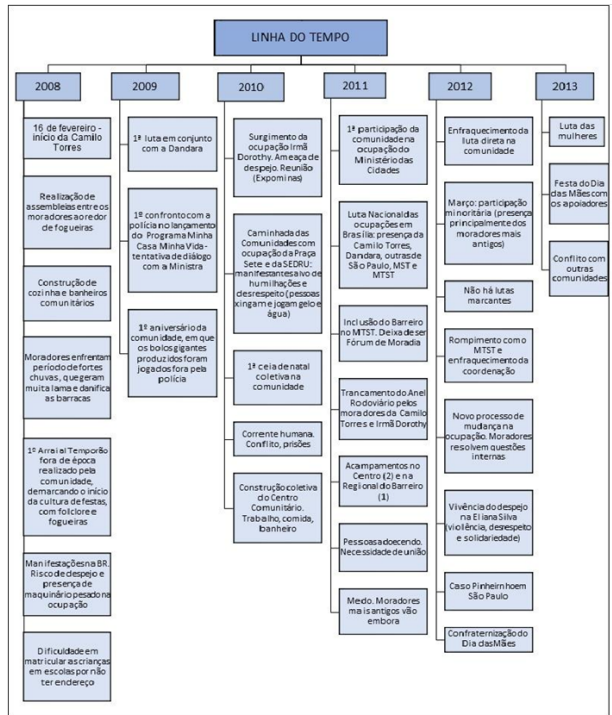 LINHA DO TEMPO
2008
16 de fevereiro -
início da Camilo
Torres
Realização de
assembleias entre os
moradores ao redor
de fogueiras
Construção de
cozinha e banheiros
comunitários
Moradores enfrentam
período de fortes
chuvas, que geram
muita lama e danifica
as barracas
1º Arraial Temporão
fora de época
realizado pela
comunidade,
demarcando o início
da cultura de festas,
com folclore e
fogueiras
Manifestações na BR.
Risco de despejo e
presença de
maquinário pesado na
ocupação
Dificuldade em
matricular as crianças
em escolas por não
ter endereço
2009
1ª luta em conjunto
com a Dandara
1º confronto com a
polícia no lançamento
do Programa Minha
Casa Minha Vida-
tentativa de diálogo
com a Ministra
1º aniversário da
comunidade, em que
os bolos gigantes
produzidos foram
jogados fora pela
polícia
2010
Surgimento da
ocupação Irmã
Dorothy. Ameaça de
despejo. Reunião
(Expominas)
Caminhada das
Comunidades com
ocupação da Praça
Sete e da SEDRU:
manifestantes alvo de
humilhações e
desrespeito (pessoas
xingam e jogam gelo e
água)
1ª ceia de natal
coletiva na
comunidade
Corrente humana.
Conflito, prisões
Construção coletiva
do Centro
Comunitário.
Trabalho, comida,
banheiro
2011
1ª participação da
comunidade na
ocupação do
Ministério das
Cidades
Luta Nacional das
ocupações em
Brasília: presença da
Camilo Torres,
Dandara, outras de
São Paulo, MST e
MTST
Inclusão do Barreiro
no MTST. Deixa de ser
Fórum de Moradia
Trancamento do Anel
Rodoviário pelos
moradores da Camilo
Torres e Irmã Dorothy
Acampamentos no
Centro (2) e na
Regional do Barreiro
(1)
Pessoas adoecendo.
Necessidade de união
Medo. Moradores
mais antigos vão
embora
2012
Enfraquecimento da
luta direta na
comunidade
Março: participação
minoritária (presença
principalmente dos
moradores mais
antigos)
Não há lutas
marcantes
Rompimento com o
MTST e
enfraquecimento da
coordenação
Novo processo de
mudança na
ocupação. Moradores
resolvem questões
internas
Vivência do despejo
na Eliana Silva
(violência, desrespeito
e solidariedade)
Caso Pinheirinho em
São Paulo
Confraternização do
Dia das Mães
2013
Luta das
mulheres
Festa do Dia
das Mães com
os apoiadores
Conflito com
outras
comunidades